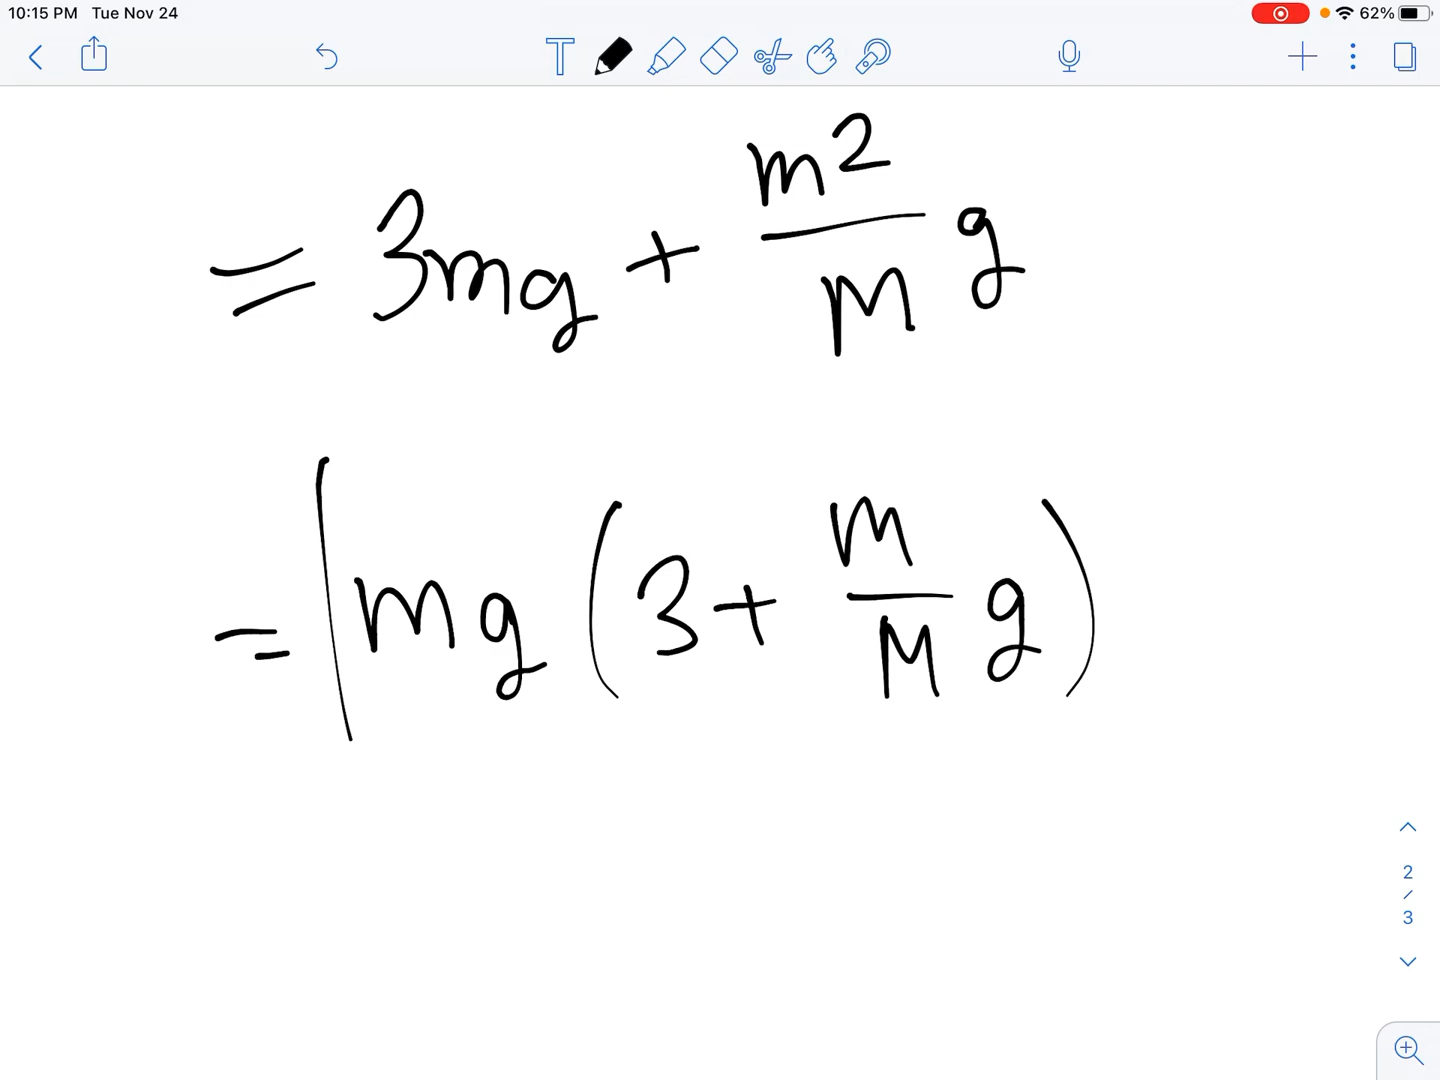 10:15 PM Tue Nov 24 62%
T
= 3mg + m²/M g
= mg (3 + m/M g)
2
/
3